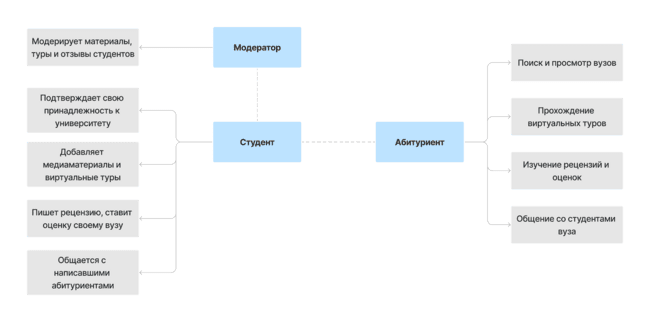 Модерирует материалы,
туры и отзывы студентов
Модератор
Подтверждает свою
принадлежность к
университету
Добавляет
медиаматериалы и
виртуальные туры
Пишет рецензию, ставит
оценку своему вузу
Общается с
написавшими
абитуриентами
Студент
Абитуриент
Поиск и просмотр вузов
Прохождение
виртуальных туров
Изучение рецензий и
оценок
Общение со студентами
вуза